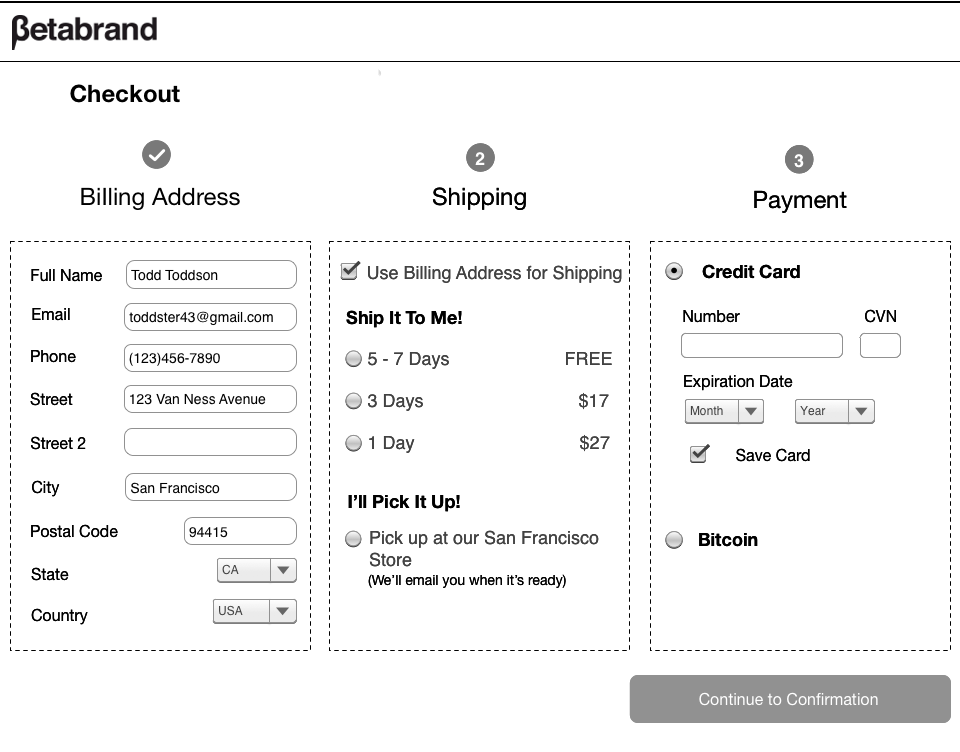 βetabrand
Checkout
2
3
Billing Address
Shipping
Payment
Full Name Todd Toddson
Email toddster43@gmail.com
Phone (123)456-7890
Street 123 Van Ness Avenue
Street 2
City San Francisco
Postal Code 94415
State CA
Country USA
Use Billing Address for Shipping
Ship It To Me!
5 - 7 Days FREE
3 Days $17
1 Day $27
I'll Pick It Up!
Pick up at our San Francisco
Store
(We'll email you when it's ready)
Credit Card
Number CVN
Expiration Date
Month Year
Save Card
Bitcoin
Continue to Confirmation